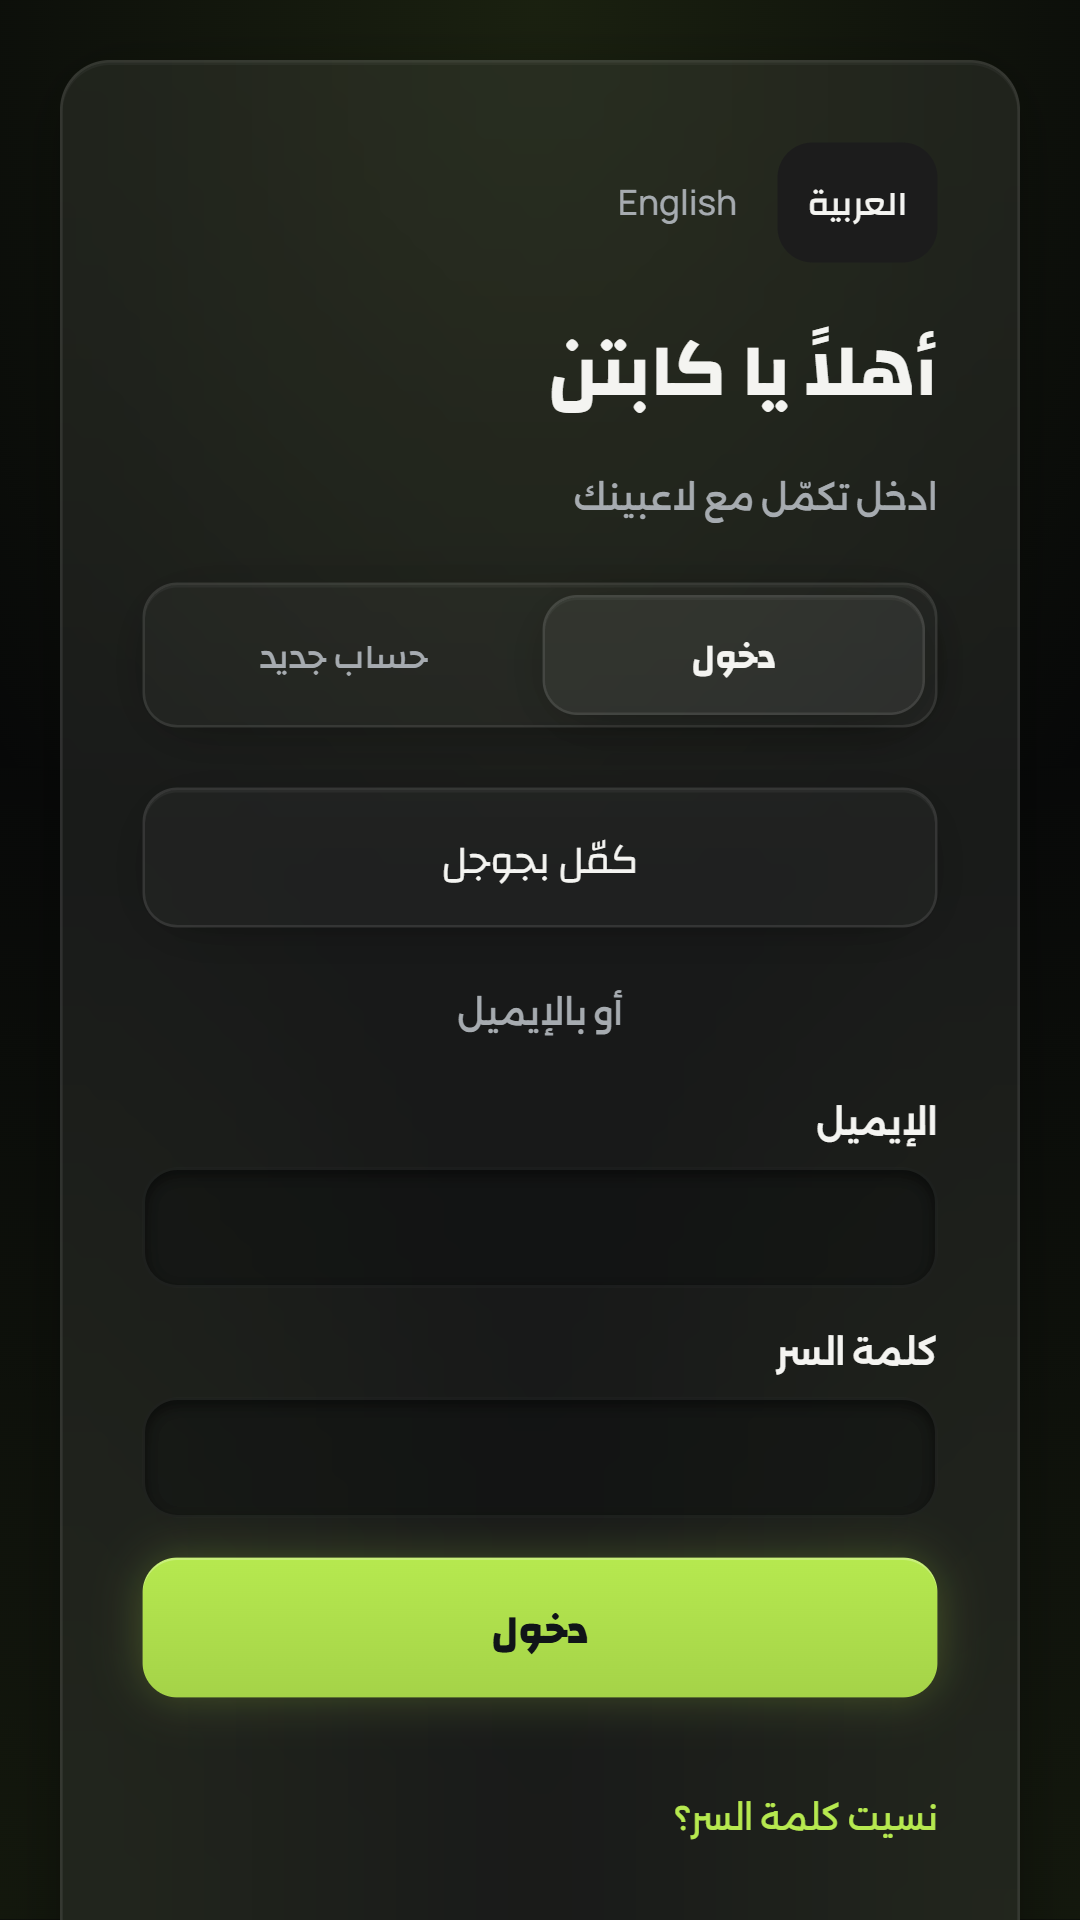 العربية English
أهلاً يا كابتن
ادخل تكمّل مع لاعبينك
دخول حساب جديد
كمّل بجوجل
أو بالإيميل
الإيميل
كلمة السر
دخول
نسيت كلمة السر؟